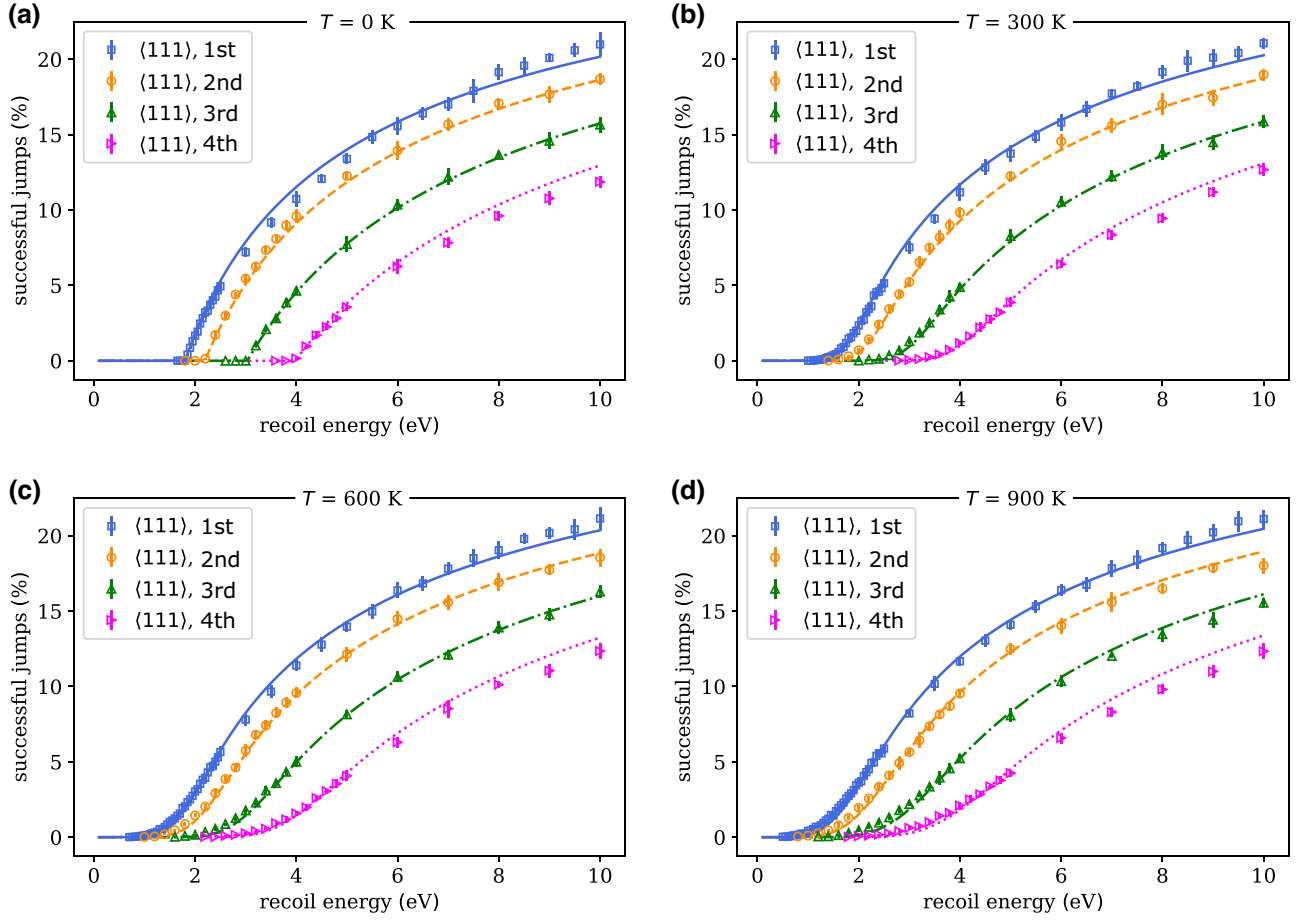 (a)
T = 0 K
successful jumps (%)
20
15
10
5
0
⟨111⟩, 1st
⟨111⟩, 2nd
⟨111⟩, 3rd
⟨111⟩, 4th
0 2 4 6 8 10
recoil energy (eV)
(b)
T = 300 K
successful jumps (%)
20
15
10
5
0
⟨111⟩, 1st
⟨111⟩, 2nd
⟨111⟩, 3rd
⟨111⟩, 4th
0 2 4 6 8 10
recoil energy (eV)
(c)
T = 600 K
successful jumps (%)
20
15
10
5
0
⟨111⟩, 1st
⟨111⟩, 2nd
⟨111⟩, 3rd
⟨111⟩, 4th
0 2 4 6 8 10
recoil energy (eV)
(d)
T = 900 K
successful jumps (%)
20
15
10
5
0
⟨111⟩, 1st
⟨111⟩, 2nd
⟨111⟩, 3rd
⟨111⟩, 4th
0 2 4 6 8 10
recoil energy (eV)